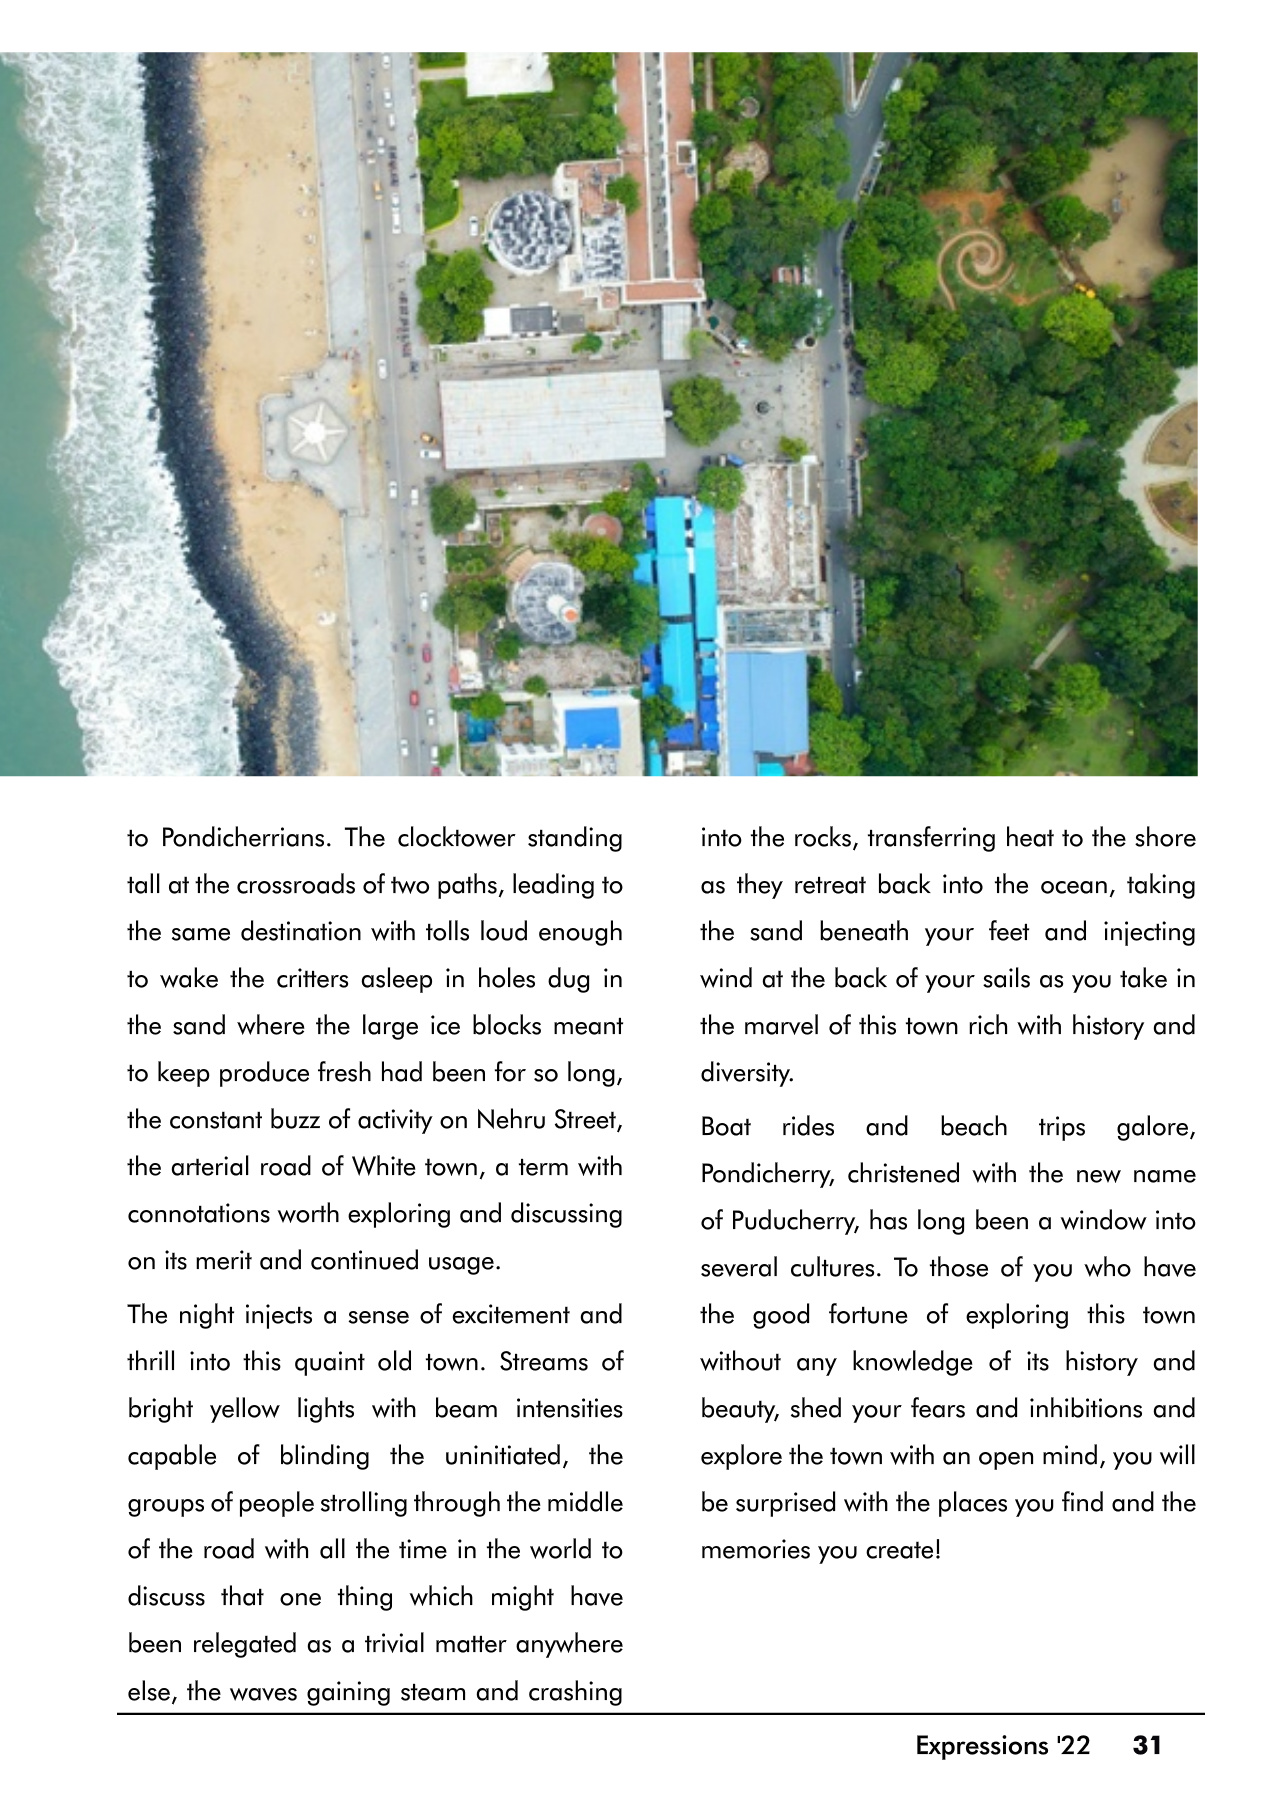 to Pondicherrians. The clocktower standing
tall at the crossroads of two paths, leading to
the same destination with tolls loud enough
to wake the critters asleep in holes dug in
the sand where the large ice blocks meant
to keep produce fresh had been for so long,
the constant buzz of activity on Nehru Street,
the arterial road of White town, a term with
connotations worth exploring and discussing
on its merit and continued usage.
The night injects a sense of excitement and
thrill into this quaint old town. Streams of
bright yellow lights with beam intensities
capable of blinding the uninitiated, the
groups of people strolling through the middle
of the road with all the time in the world to
discuss that one thing which might have
been relegated as a trivial matter anywhere
else, the waves gaining steam and crashing
into the rocks, transferring heat to the shore
as they retreat back into the ocean, taking
the sand beneath your feet and injecting
wind at the back of your sails as you take in
the marvel of this town rich with history and
diversity.
Boat rides and beach trips galore,
Pondicherry, christened with the new name
of Puducherry, has long been a window into
several cultures. To those of you who have
the good fortune of exploring this town
without any knowledge of its history and
beauty, shed your fears and inhibitions and
explore the town with an open mind, you will
be surprised with the places you find and the
memories you create!
Expressions '22 31